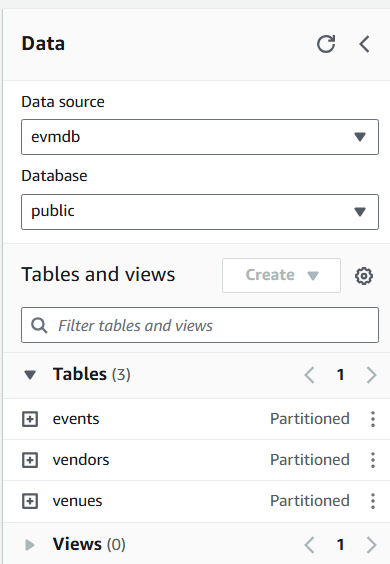 Data
Data source
evmdb
Database
public
Tables and views
Create
Filter tables and views
Tables (3)
1
events
Partitioned
vendors
Partitioned
venues
Partitioned
Views (0)
1